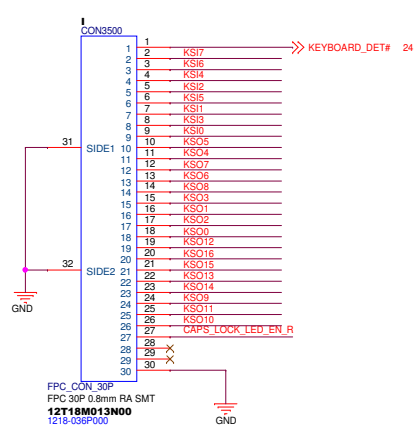 CON3500
1 1 KEYBOARD_DET# 24
2 2 KSI7
3 3 KSI6
4 4 KSI4
5 5 KSI2
6 6 KSI5
7 7 KSI1
8 8 KSI3
9 9 KSI0
31 SIDE1 10 10 KSO5
11 11 KSO4
12 12 KSO7
13 13 KSO6
14 14 KSO8
15 15 KSO3
16 16 KSO1
17 17 KSO2
18 18 KSO0
19 19 KSO12
20 20 KSO16
32 SIDE2 21 21 KSO15
22 22 KSO13
23 23 KSO14
24 24 KSO9
25 25 KSO11
26 26 KSO10
27 27 CAPS_LOCK_LED_EN_R
28 28
29 29
30 30
GND
FPC_CON_30P
FPC 30P 0.8mm RA SMT
12T18M013N00
1218-036P000
GND